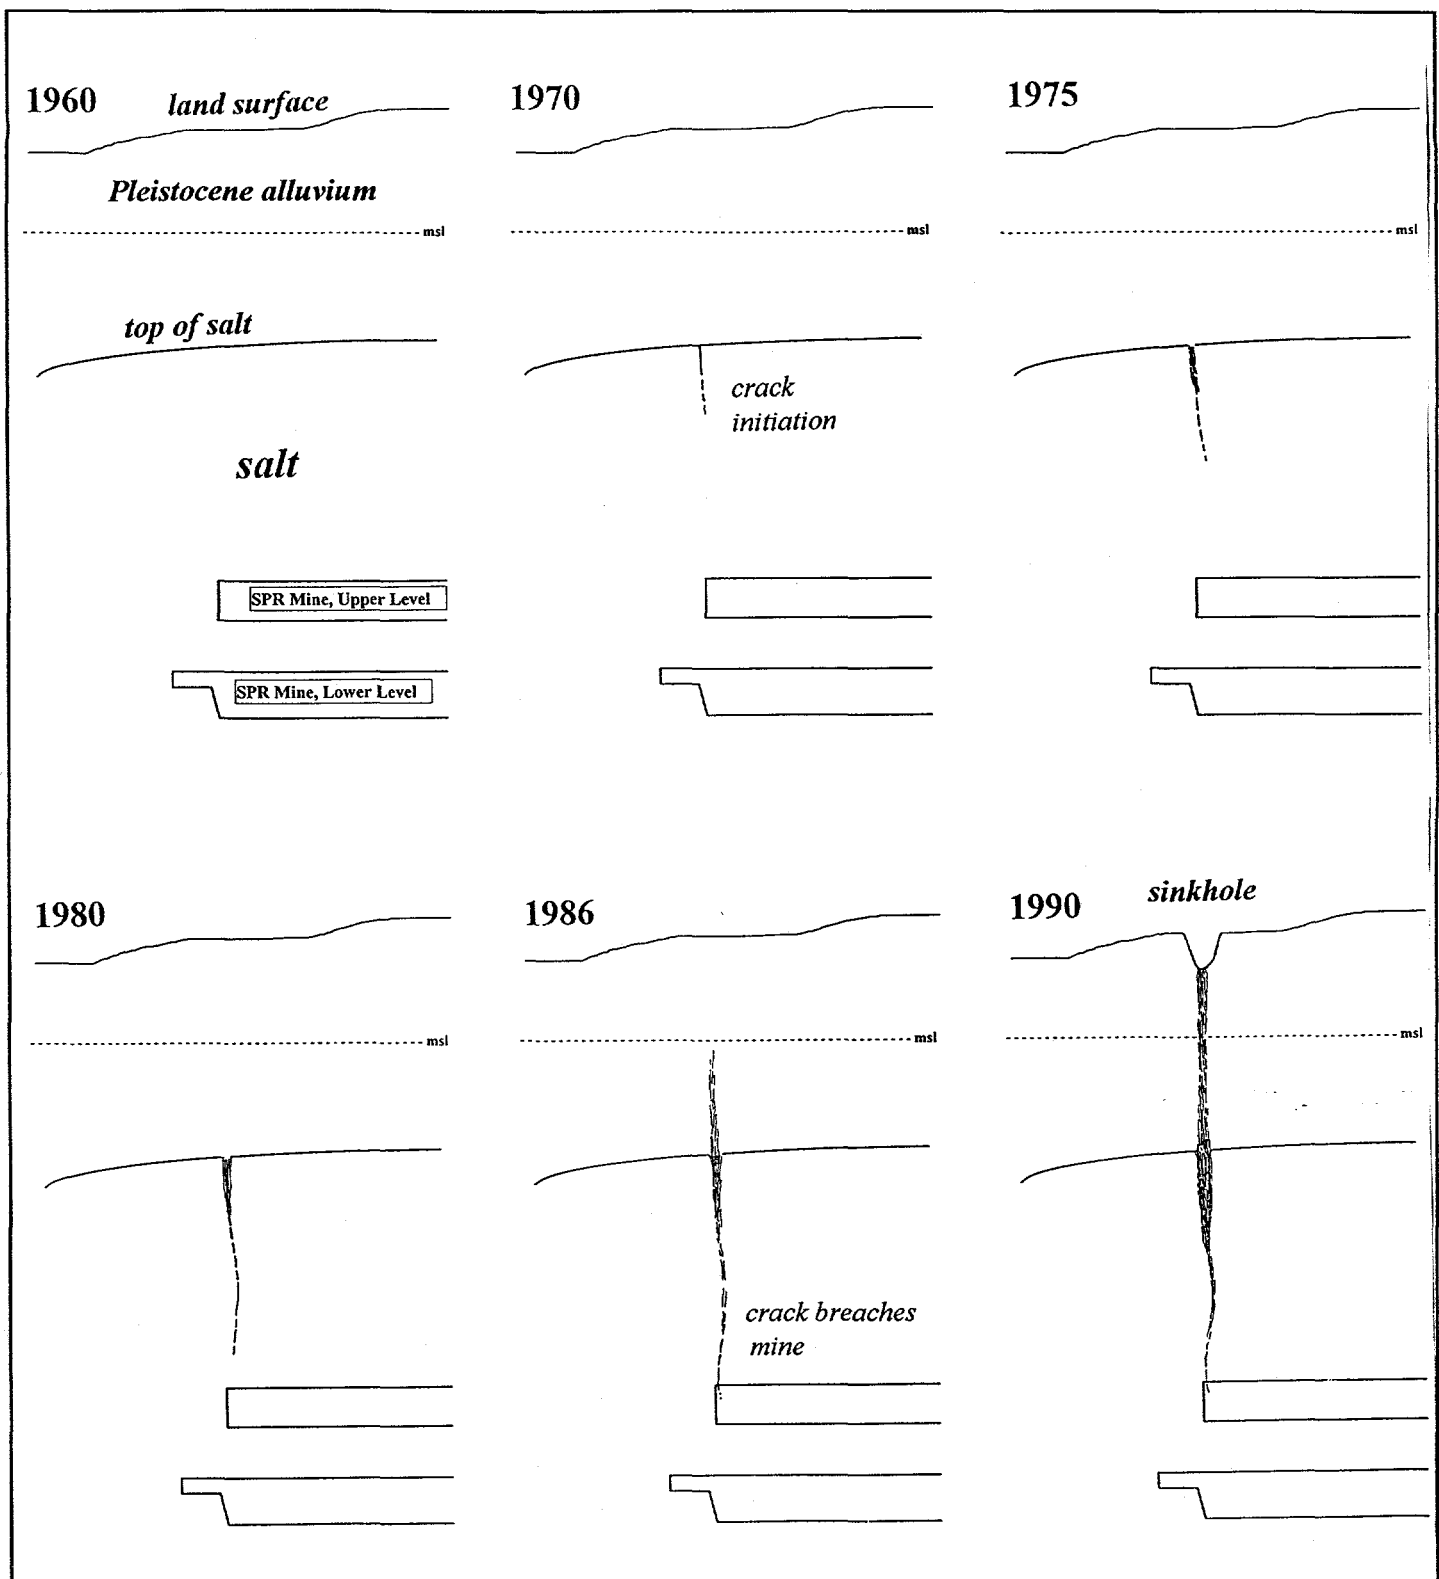 1960
land surface
Pleistocene alluvium
msl
top of salt
salt
SPR Mine, Upper Level
SPR Mine, Lower Level
1970
msl
crack
initiation
1975
msl
1980
msl
1986
msl
crack breaches
mine
1990
sinkhole
msl